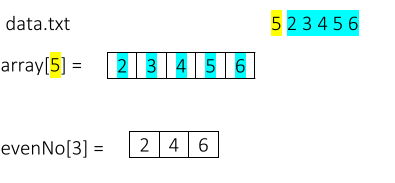 data.txt 5 2 3 4 5 6
array[5] = 2 3 4 5 6
evenNo[3] = 2 4 6